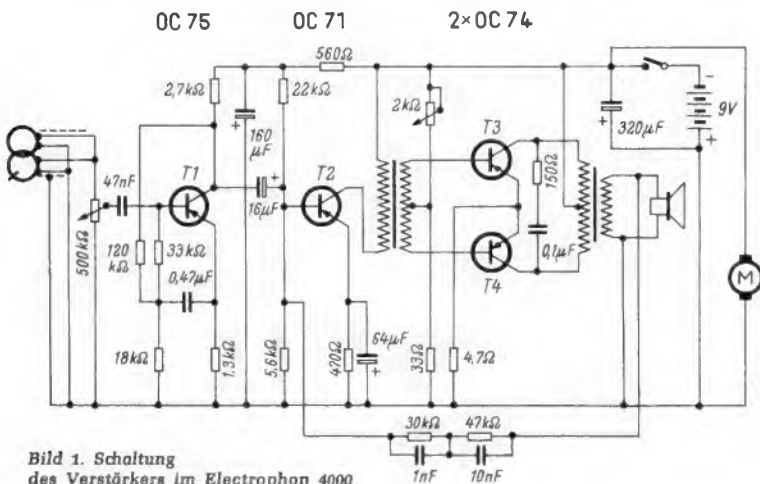 OC 75 OC 71 2× OC 74
560Ω
2,7kΩ 22kΩ 2kΩ T3 9V
160 μF 320μF
T1 T2 150Ω
47nF 16μF
500kΩ 120 kΩ 33kΩ 0,1μF
0,47μF T4 M
64μF
18kΩ 1,3kΩ 5,6kΩ 470Ω 33Ω 4,7Ω
30kΩ 47kΩ
1nF 10nF
Bild 1. Schaltung
des Verstärkers im Electrophon 4000